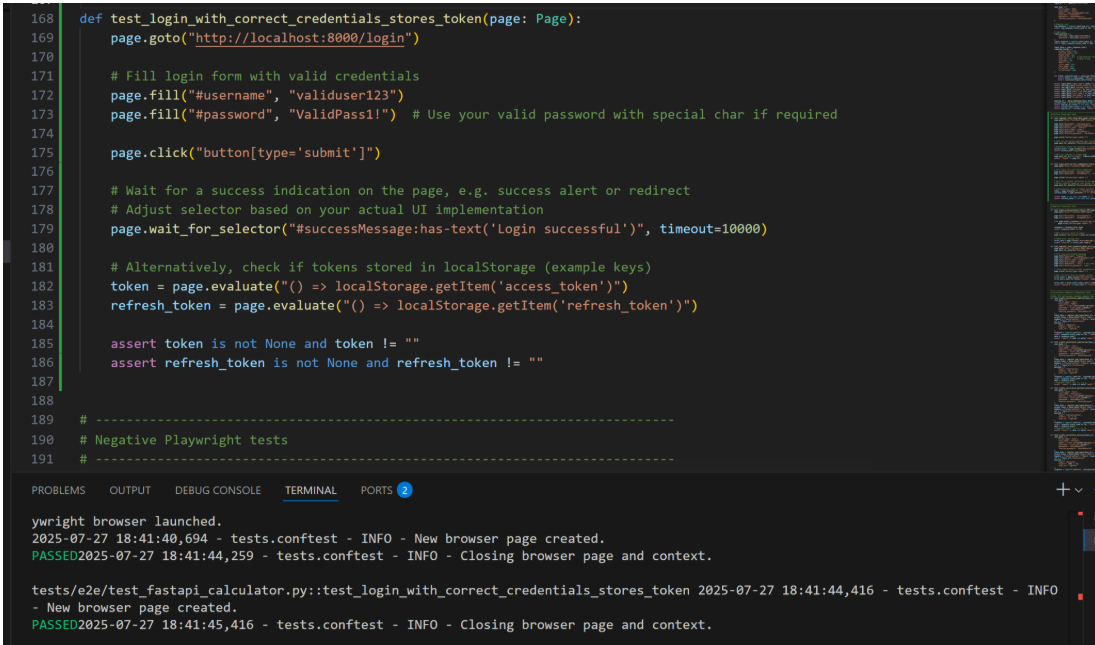 168 def test_login_with_correct_credentials_stores_token(page: Page):
169 page.goto("http://localhost:8000/login")
170
171 # Fill login form with valid credentials
172 page.fill("#username", "validuser123")
173 page.fill("#password", "ValidPass1!")  # Use your valid password with special char if required
174
175 page.click("button[type='submit']")
176
177 # Wait for a success indication on the page, e.g. success alert or redirect
178 # Adjust selector based on your actual UI implementation
179 page.wait_for_selector("#successMessage:has-text('Login successful')", timeout=10000)
180
181 # Alternatively, check if tokens stored in localStorage (example keys)
182 token = page.evaluate("() => localStorage.getItem('access_token')")
183 refresh_token = page.evaluate("() => localStorage.getItem('refresh_token')")
184
185 assert token is not None and token != ""
186 assert refresh_token is not None and refresh_token != ""
187
188
189 # ---------------------------------------------------------------------------
190 # Negative Playwright tests
191 # ---------------------------------------------------------------------------
PROBLEMS OUTPUT DEBUG CONSOLE TERMINAL PORTS 2
ywright browser launched.
2025-07-27 18:41:40,694 - tests.conftest - INFO - New browser page created.
PASSED2025-07-27 18:41:44,259 - tests.conftest - INFO - Closing browser page and context.
tests/e2e/test_fastapi_calculator.py::test_login_with_correct_credentials_stores_token 2025-07-27 18:41:44,416 - tests.conftest - INFO
- New browser page created.
PASSED2025-07-27 18:41:45,416 - tests.conftest - INFO - Closing browser page and context.